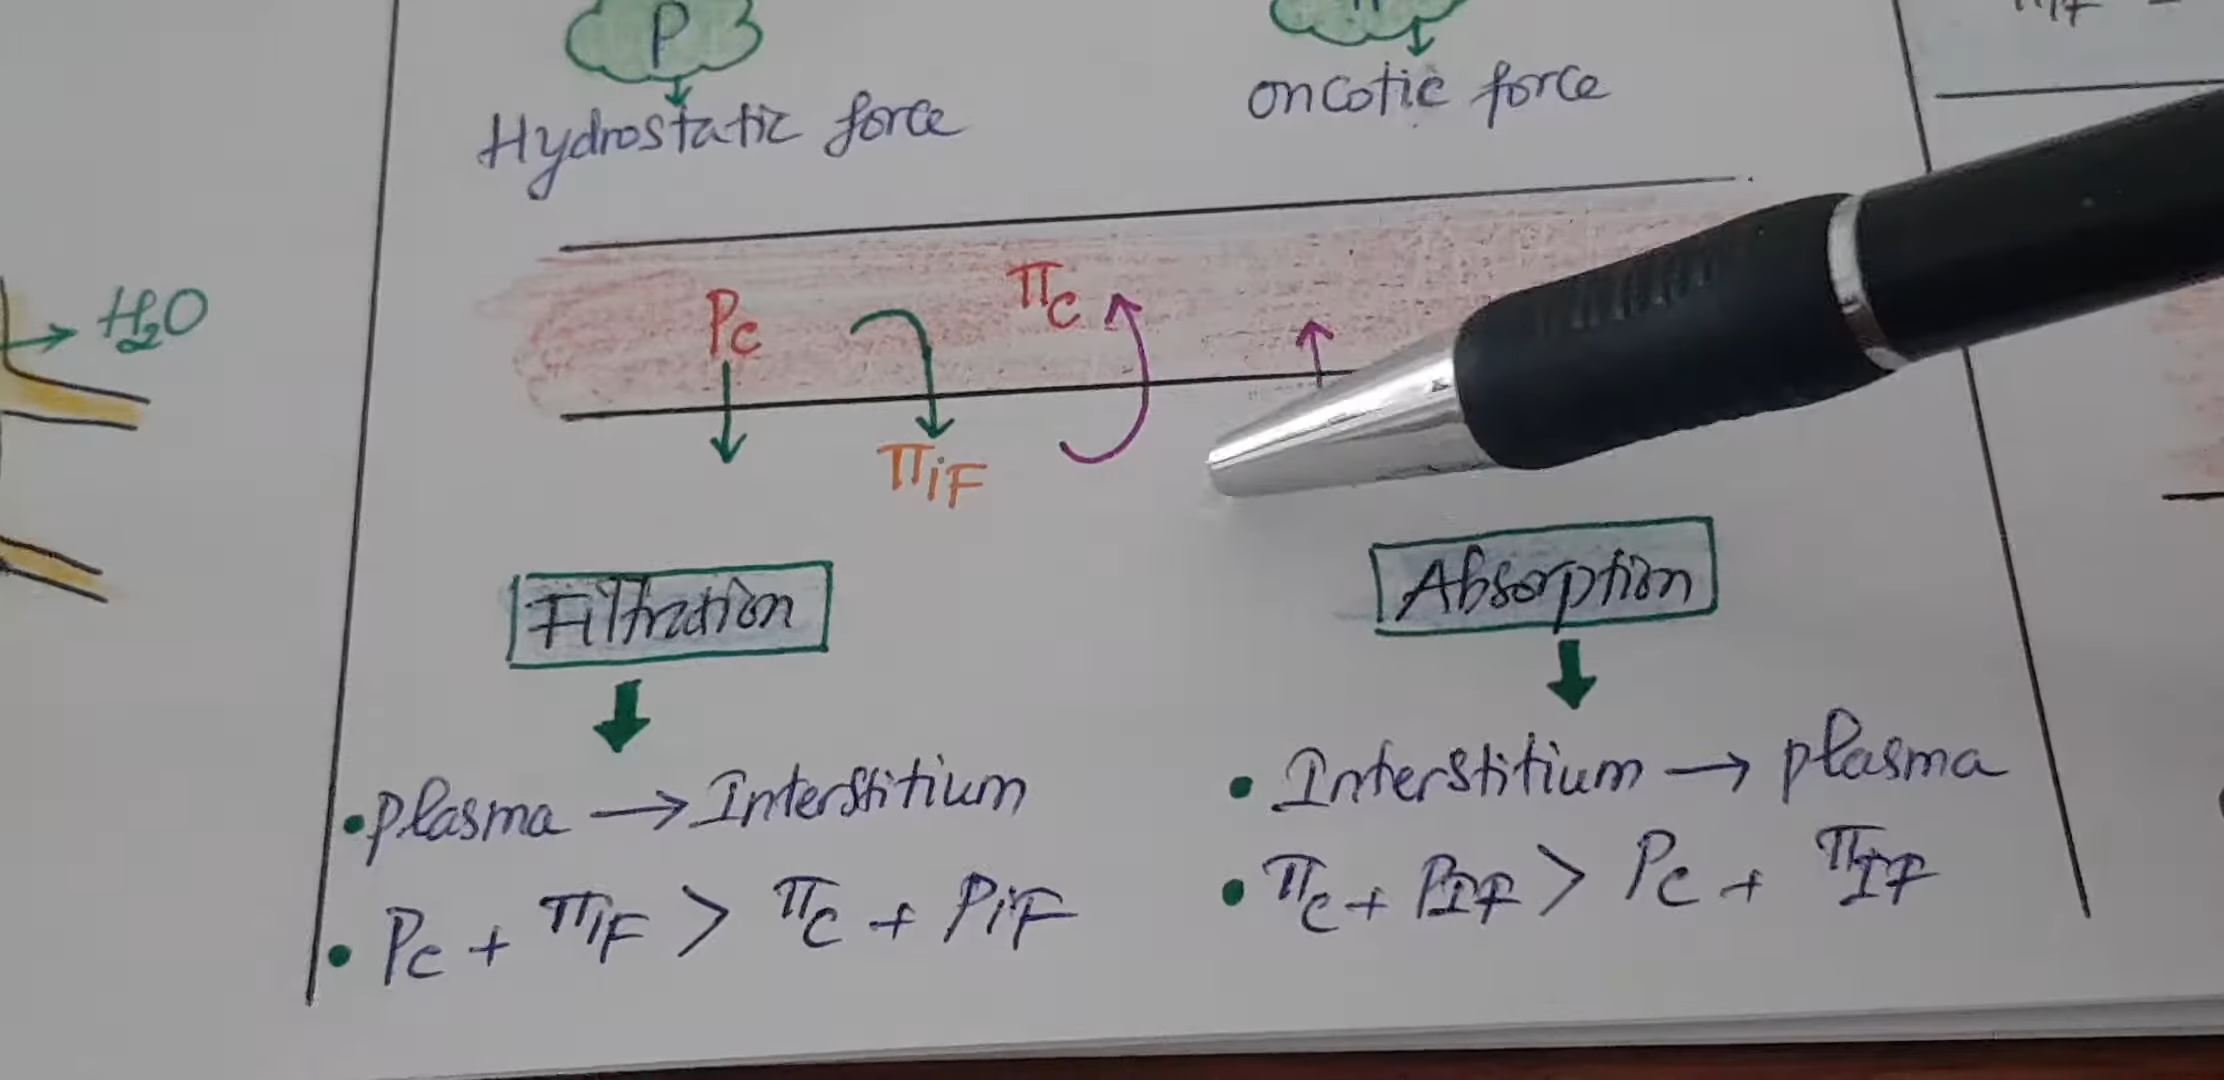 P
π
Hydrostatic force
oncotic force
πIF
H₂O
Pc
πc
πiF
Filtration
Absorption
• plasma → Interstitium
• Interstitium → plasma
• Pc + πiF > πc + PiF
• πc + PIF > Pc + πIF